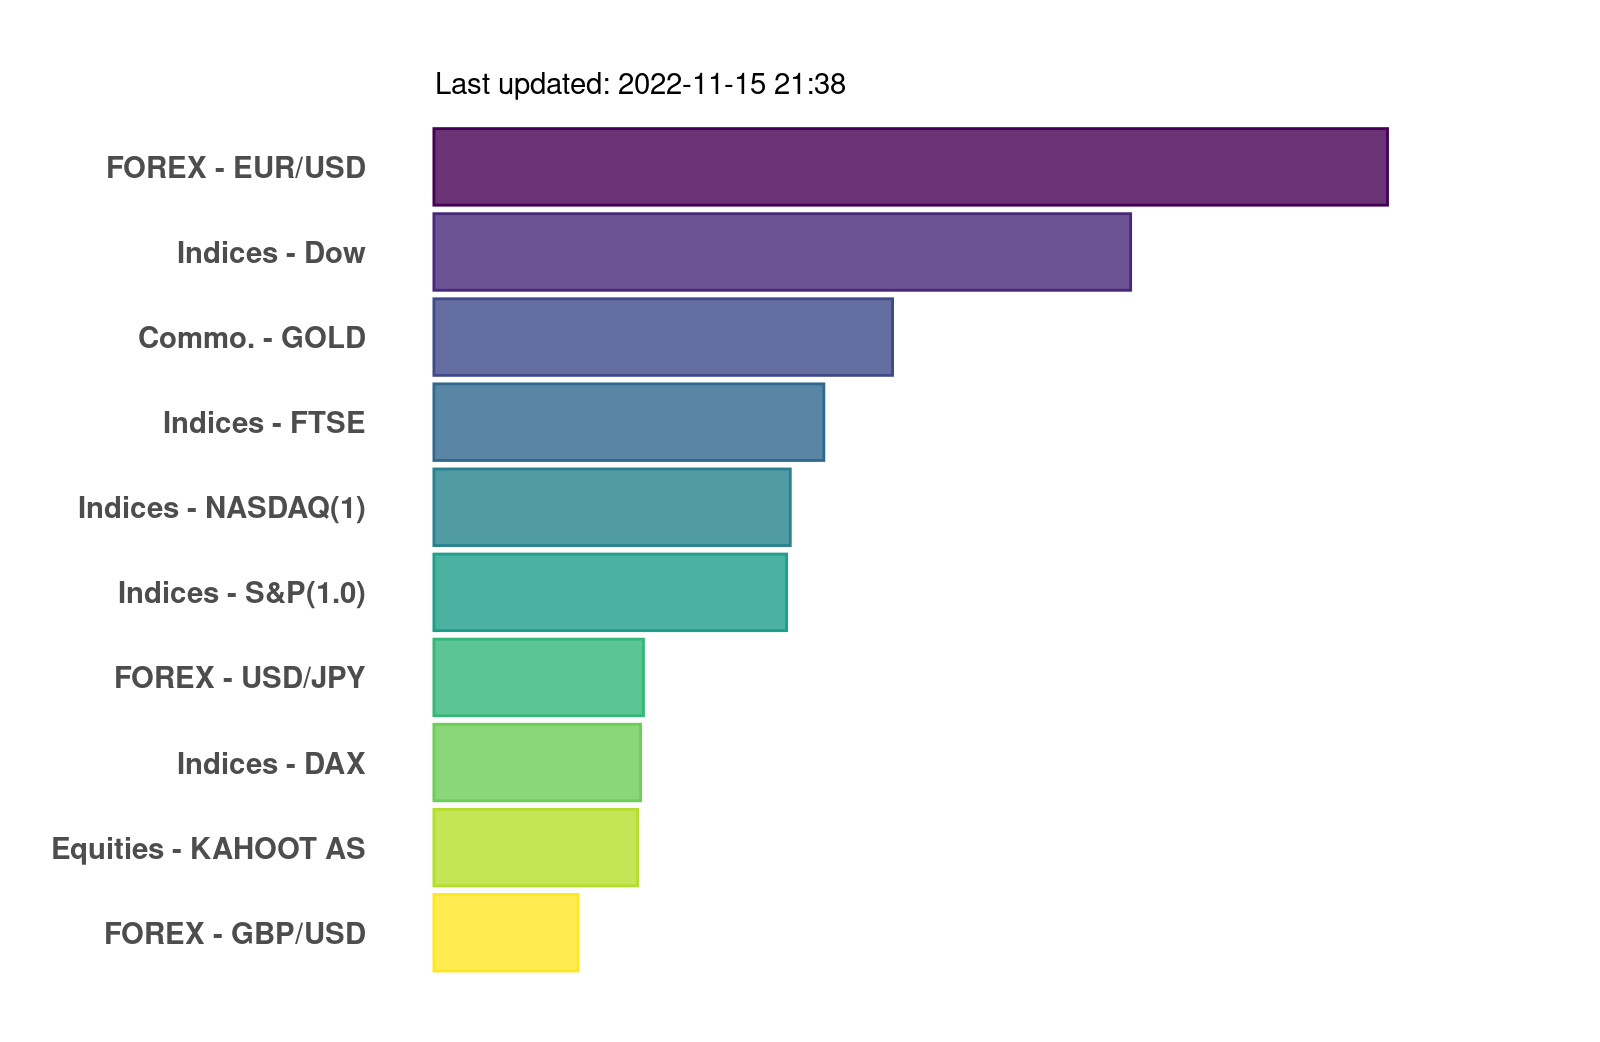 Last updated: 2022-11-15 21:38
FOREX - EUR/USD
Indices - Dow
Commo. - GOLD
Indices - FTSE
Indices - NASDAQ(1)
Indices - S&P(1.0)
FOREX - USD/JPY
Indices - DAX
Equities - KAHOOT AS
FOREX - GBP/USD